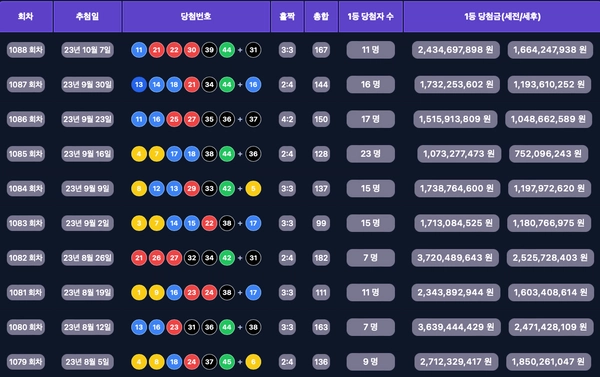 회차 추첨일 당첨번호 홀짝 총합 1등 당첨자 수 1등 당첨금(세전/세후)
1088 회차 23년 10월 7일 11 21 22 30 39 44 + 31 3:3 167 11 명 2,434,697,898 원 1,664,247,938 원
1087 회차 23년 9월 30일 13 14 18 21 34 44 + 16 2:4 144 16 명 1,732,253,602 원 1,193,610,252 원
1086 회차 23년 9월 23일 11 16 25 27 35 36 + 37 4:2 150 17 명 1,515,913,809 원 1,048,662,589 원
1085 회차 23년 9월 16일 4 7 17 18 38 44 + 36 2:4 128 23 명 1,073,277,473 원 752,096,243 원
1084 회차 23년 9월 9일 8 12 13 29 33 42 + 5 3:3 137 15 명 1,738,764,600 원 1,197,972,620 원
1083 회차 23년 9월 2일 3 7 14 15 22 38 + 17 3:3 99 15 명 1,713,084,525 원 1,180,766,975 원
1082 회차 23년 8월 26일 21 26 27 32 34 42 + 31 2:4 182 7 명 3,720,489,643 원 2,525,728,403 원
1081 회차 23년 8월 19일 1 9 16 23 24 38 + 17 3:3 111 11 명 2,343,892,944 원 1,603,408,614 원
1080 회차 23년 8월 12일 13 16 23 31 36 44 + 38 3:3 163 7 명 3,639,444,429 원 2,471,428,109 원
1079 회차 23년 8월 5일 4 8 18 24 37 45 + 6 2:4 136 9 명 2,712,329,417 원 1,850,261,047 원